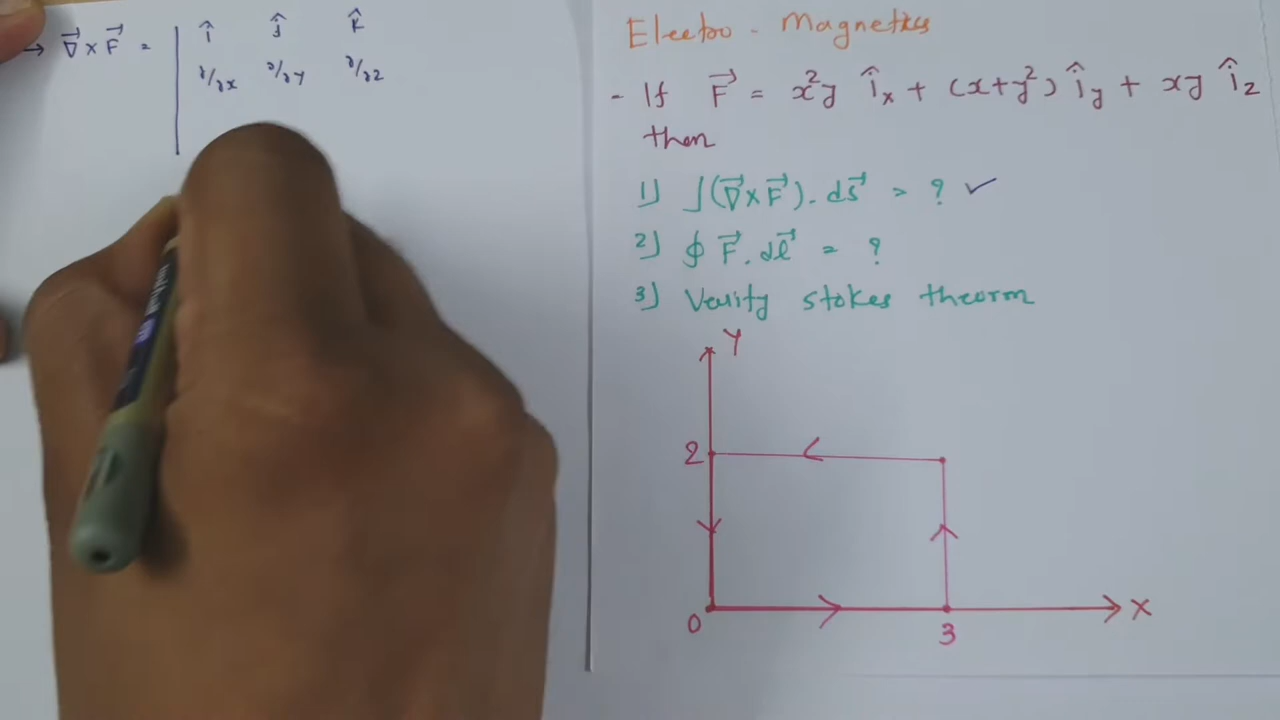 → ∇⃗ × F⃗ = | î ĵ k̂
∂/∂x ∂/∂y ∂/∂z
Electro - Magnetics
- If F⃗ = x²y î_x + (x+y²) î_y + xy î_z
then
1) ∫(∇⃗×F⃗). ds⃗ = ? ✓
2) ∮ F⃗. dl⃗ = ?
3) Verify stokes theorm
Y
2
0
3
X